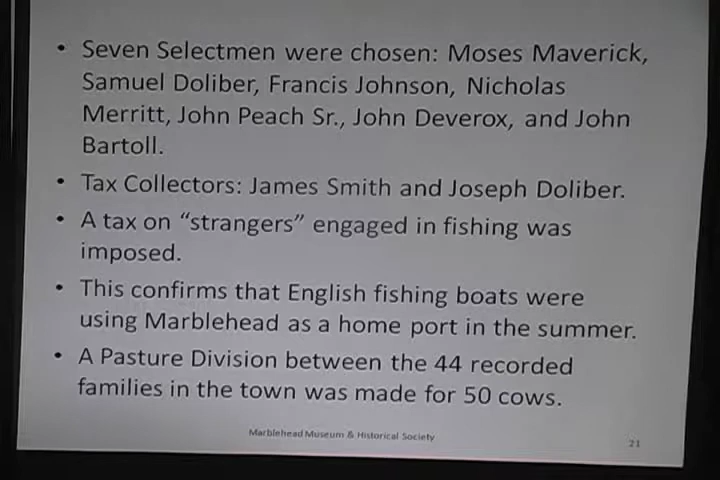 • Seven Selectmen were chosen: Moses Maverick,
Samuel Doliber, Francis Johnson, Nicholas
Merritt, John Peach Sr., John Deverox, and John
Bartoll.
• Tax Collectors: James Smith and Joseph Doliber.
• A tax on “strangers” engaged in fishing was
imposed.
• This confirms that English fishing boats were
using Marblehead as a home port in the summer.
• A Pasture Division between the 44 recorded
families in the town was made for 50 cows.
Marblehead Museum & Historical Society
21